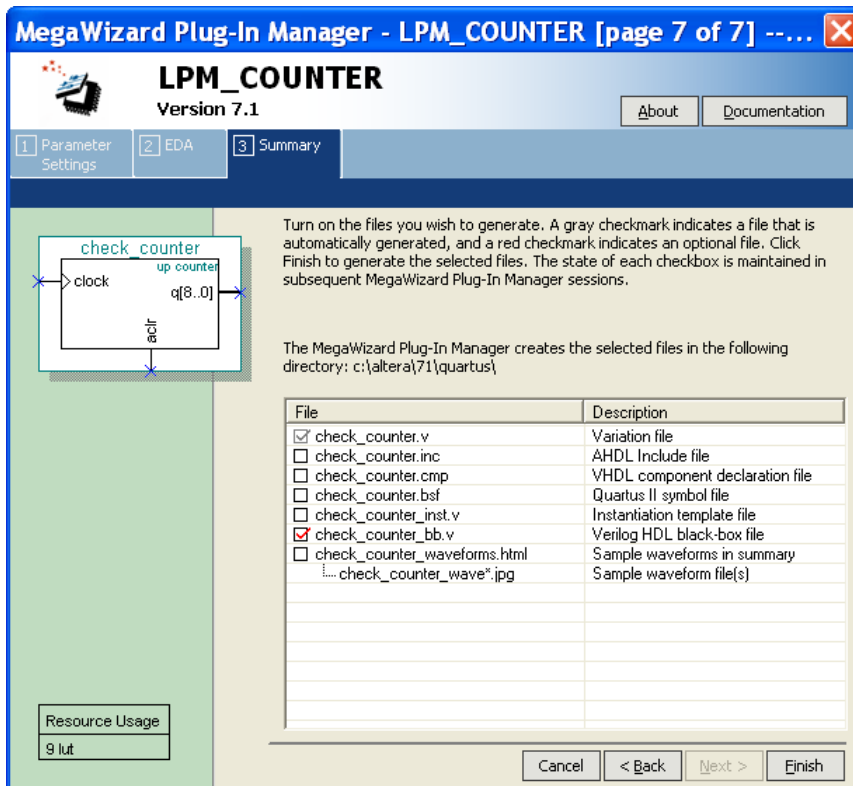 MegaWizard Plug-In Manager - LPM_COUNTER [page 7 of 7] --...
LPM_COUNTER
Version 7.1
About
Documentation
1 Parameter
Settings
2 EDA
3 Summary
Turn on the files you wish to generate. A gray checkmark indicates a file that is
automatically generated, and a red checkmark indicates an optional file. Click
Finish to generate the selected files. The state of each checkbox is maintained in
subsequent MegaWizard Plug-In Manager sessions.
check_counter
up counter
clock
q[8..0]
aclr
The MegaWizard Plug-In Manager creates the selected files in the following
directory: c:\altera\71\quartus\
File Description
check_counter.v Variation file
check_counter.inc AHDL Include file
check_counter.cmp VHDL component declaration file
check_counter.bsf Quartus II symbol file
check_counter_inst.v Instantiation template file
check_counter_bb.v Verilog HDL black-box file
check_counter_waveforms.html Sample waveforms in summary
check_counter_wave*.jpg Sample waveform file(s)
Resource Usage
9 lut
Cancel
< Back
Next >
Finish